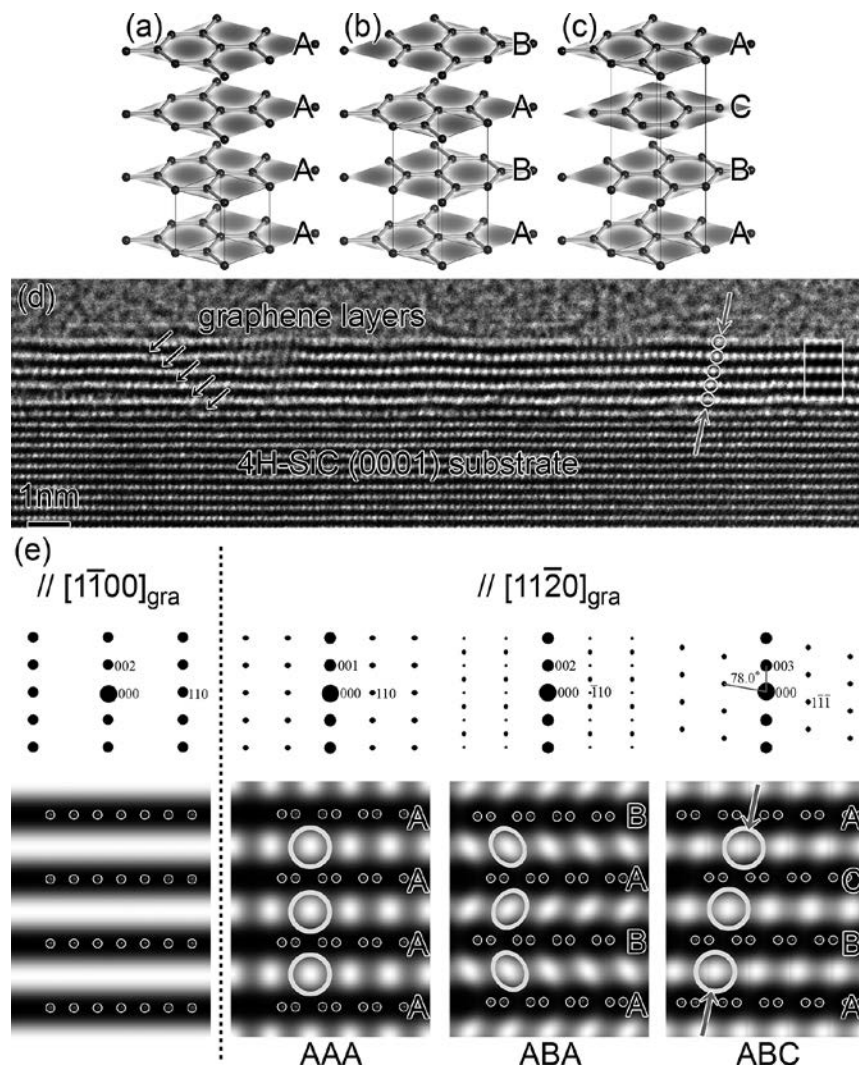 (a) (b) (c)
A B A
A A C
A B B
A A A
(d)
graphene layers
4H-SiC (0001) substrate
1nm
(e)
// [11̅00]gra // [112̅0]gra
002 001 002 003
000 110 000 110 000 1̅10 78.0° 000 11̅1̅
A B A
A A C
A B B
A A A
AAA ABA ABC